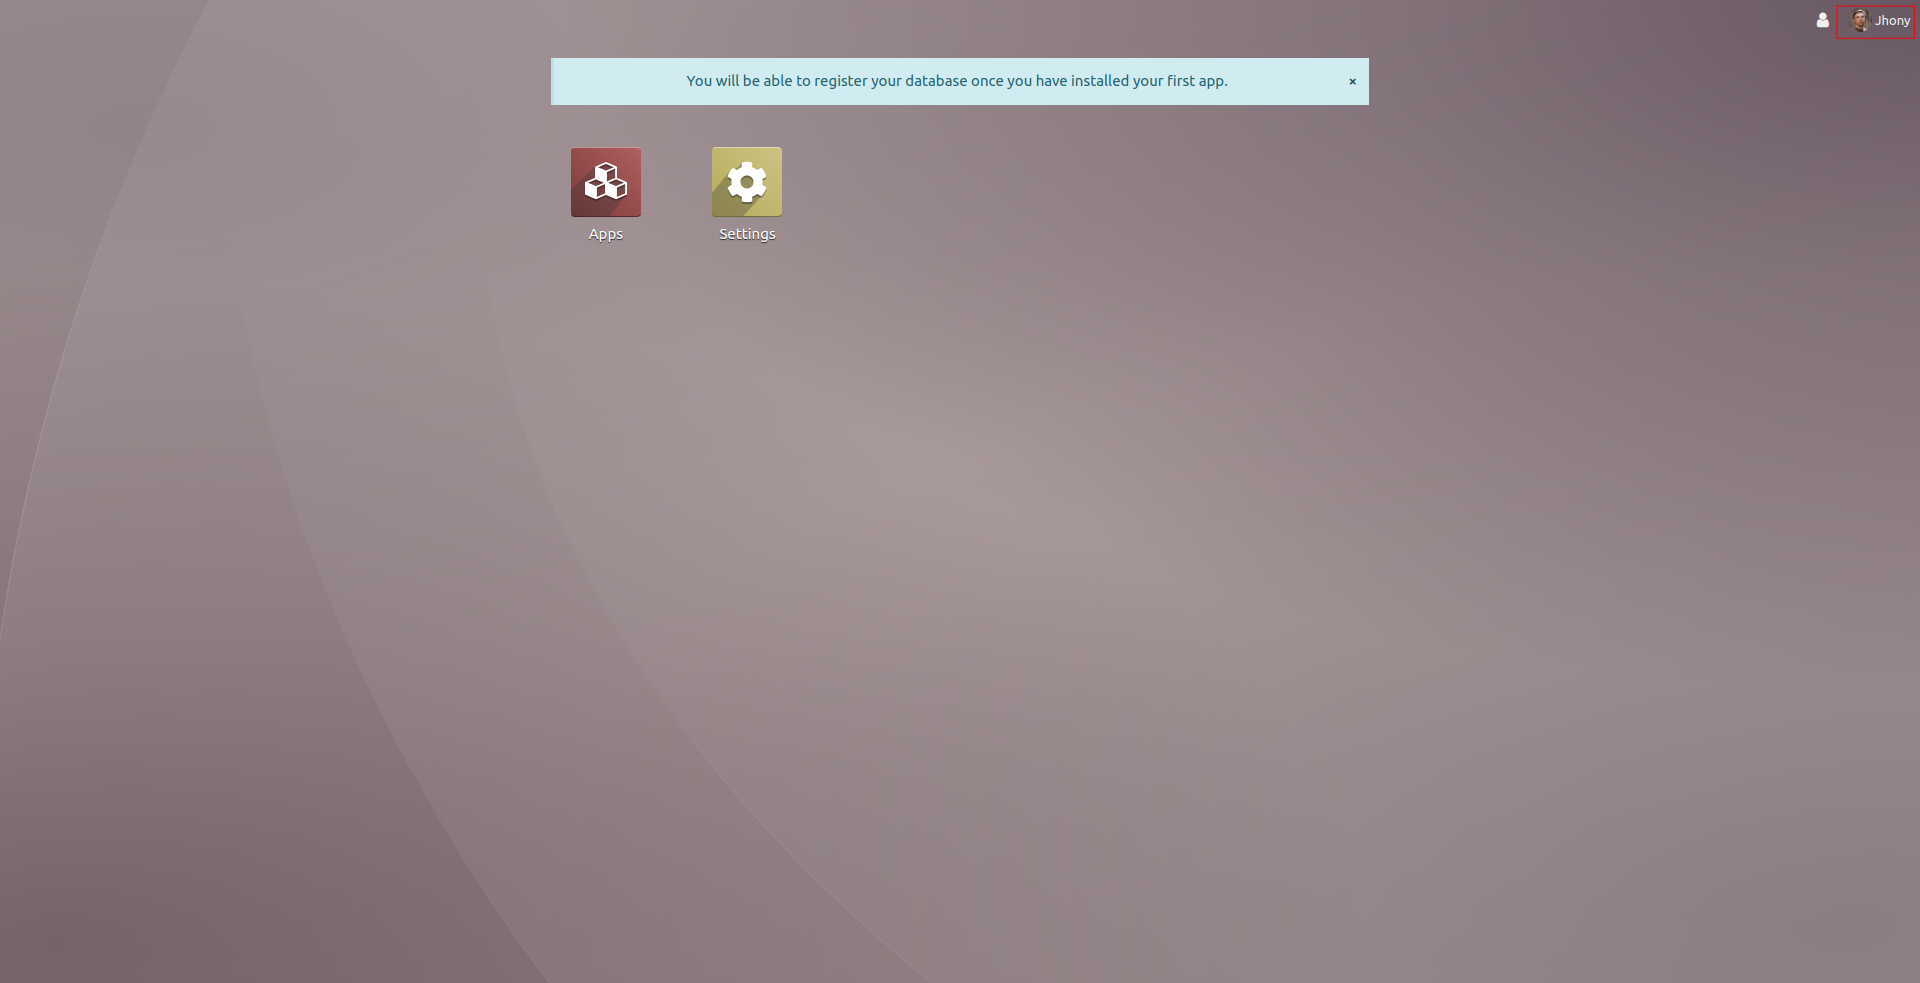 Jhony
You will be able to register your database once you have installed your first app. ×
Apps
Settings